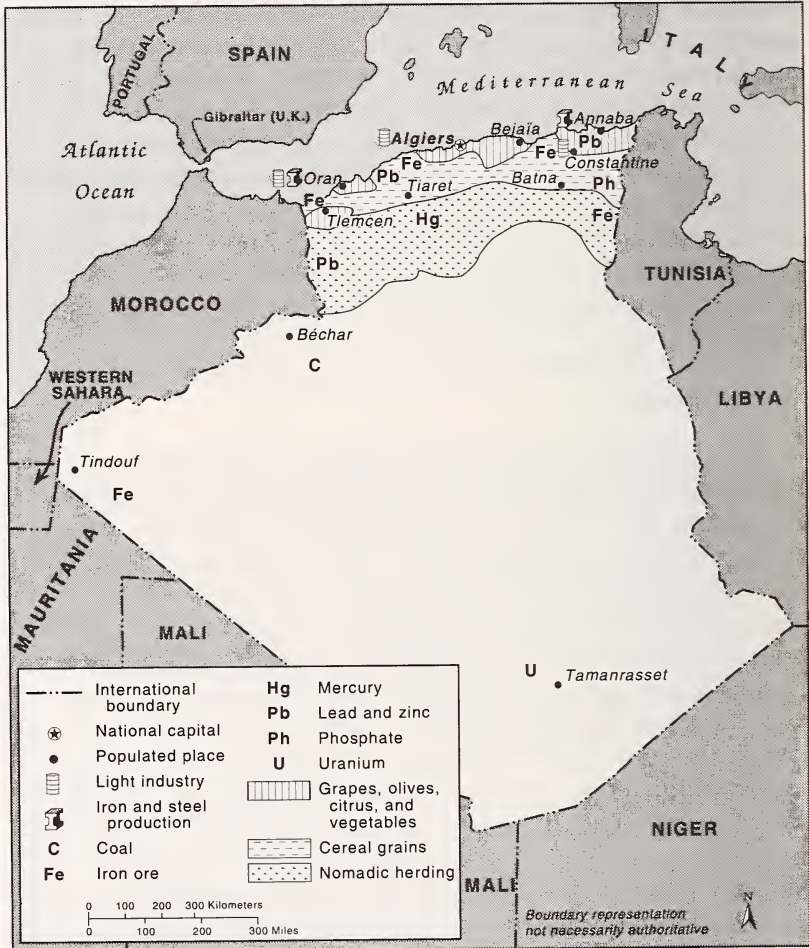 SPAIN
PORTUGAL
Gibraltar (U.K.)
ITALY
Mediterranean Sea
Atlantic
Ocean
Algiers
Bejaïa
Annaba
Pb
Constantine
Fe
Fe
Pb
Oran
Tiaret
Batna
Ph
Fe
Tlemcen
Hg
Fe
Pb
TUNISIA
MOROCCO
Béchar
C
WESTERN
SAHARA
LIBYA
Tindouf
Fe
MAURITANIA
MALI
U
Tamanrasset
NIGER
MALI
International
boundary
National capital
Populated place
Light industry
Iron and steel
production
C Coal
Fe Iron ore
Hg Mercury
Pb Lead and zinc
Ph Phosphate
U Uranium
Grapes, olives,
citrus, and
vegetables
Cereal grains
Nomadic herding
0 100 200 300 Kilometers
0 100 200 300 Miles
Boundary representation
not necessarily authoritative
N